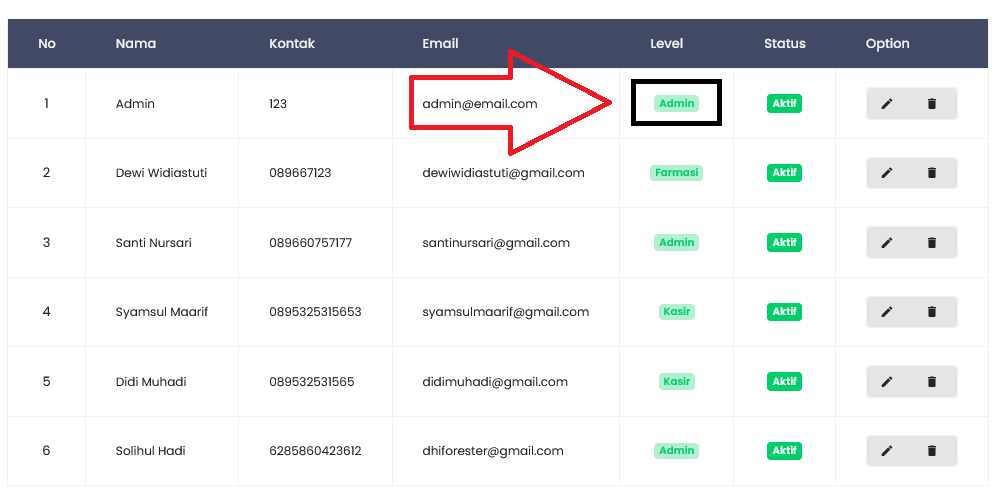 No Nama Kontak Email Level Status Option
1 Admin 123 admin@email.com Admin Aktif
2 Dewi Widiastuti 089667123 dewiwidiastuti@gmail.com Farmasi Aktif
3 Santi Nursari 089660757177 santinursari@gmail.com Admin Aktif
4 Syamsul Maarif 0895325315653 syamsulmaarif@gmail.com Kasir Aktif
5 Didi Muhadi 089532531565 didimuhadi@gmail.com Kasir Aktif
6 Solihul Hadi 6285860423612 dhiforester@gmail.com Admin Aktif